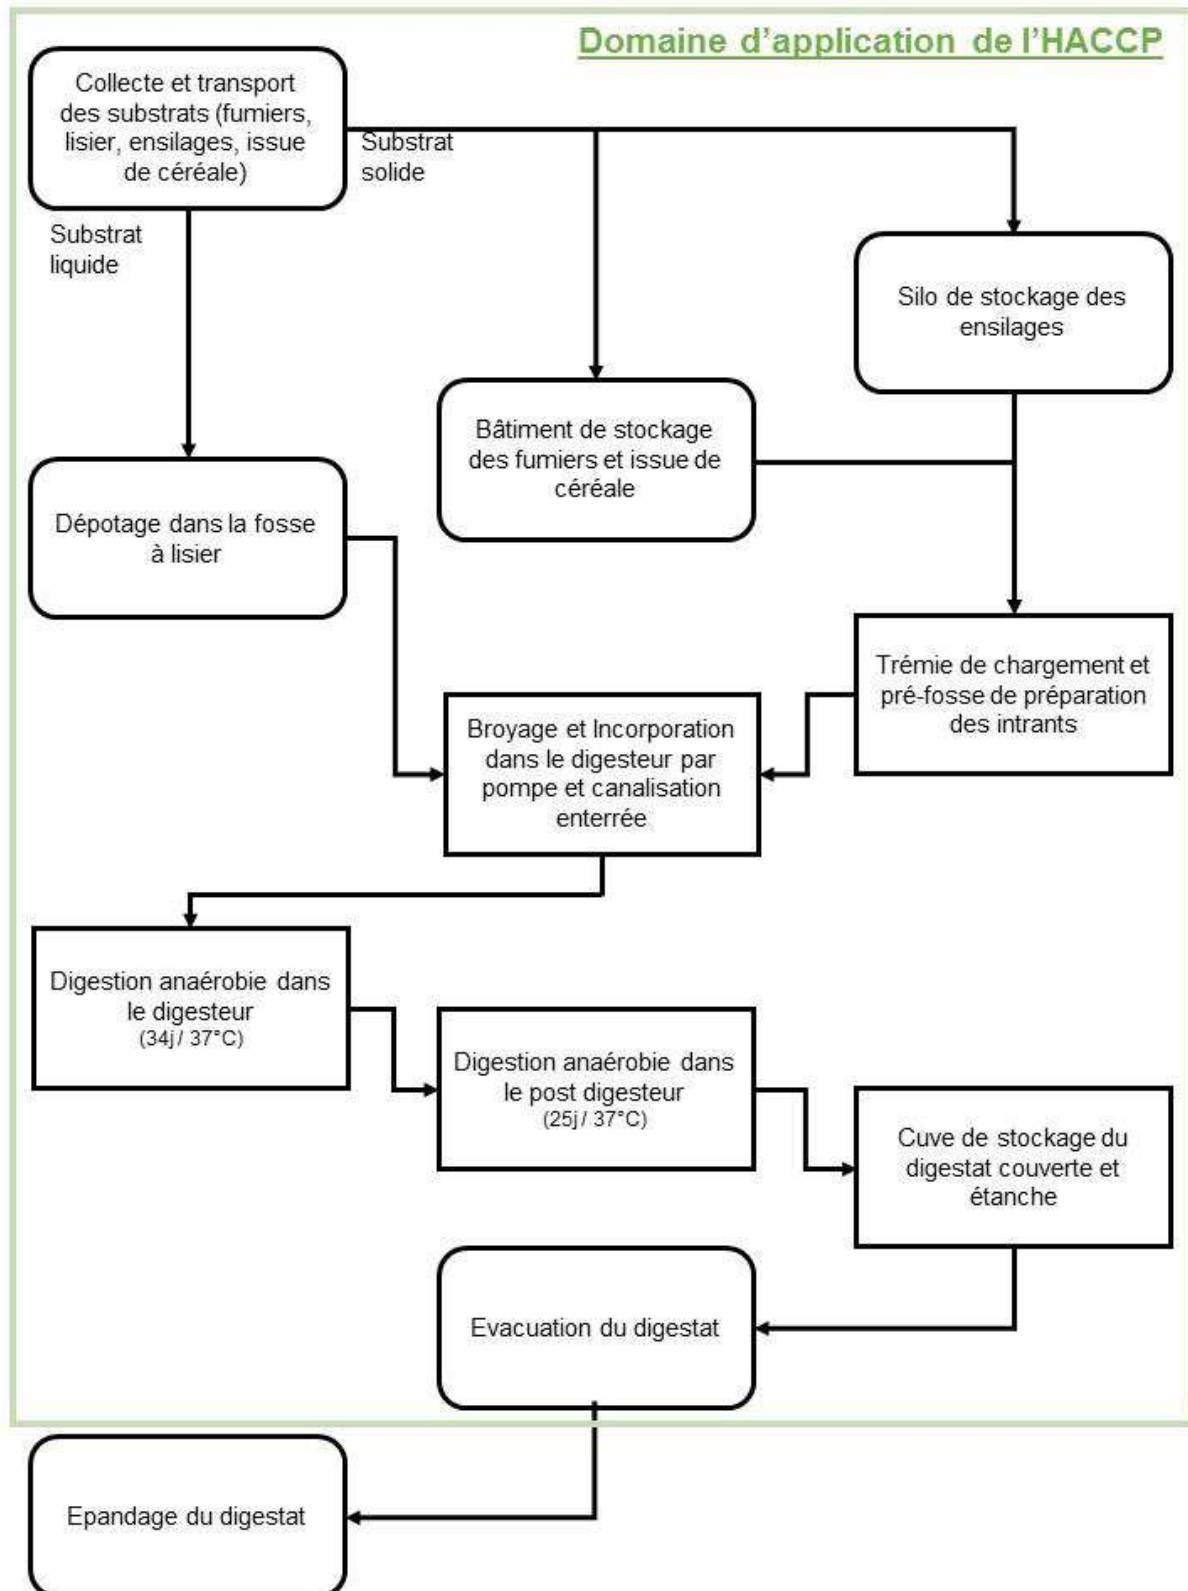 Domaine d’application de l’HACCP
Collecte et transport
des substrats (fumiers,
lisier, ensilages, issue
de céréale)
Substrat
solide
Substrat
liquide
Silo de stockage des
ensilages
Bâtiment de stockage
des fumiers et issue de
céréale
Dépotage dans la fosse
à lisier
Trémie de chargement et
pré-fosse de préparation
des intrants
Broyage et Incorporation
dans le digesteur par
pompe et canalisation
enterrée
Digestion anaérobie dans
le digesteur
(34j / 37°C)
Digestion anaérobie dans
le post digesteur
(25j / 37°C)
Cuve de stockage du
digestat couverte et
étanche
Evacuation du digestat
Epandage du digestat